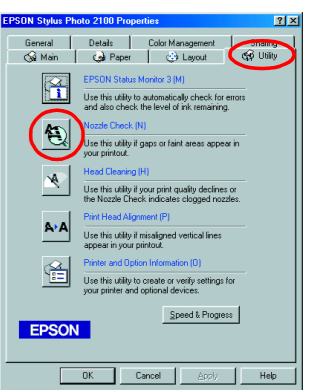 EPSON Stylus Photo 2100 Properties
General Details Color Management Sharing
Main Paper Layout Utility
EPSON Status Monitor 3 (M)
Use this utility to automatically check for errors
and also check the level of ink remaining.
Nozzle Check (N)
Use this utility if gaps or faint areas appear in
your printout.
Head Cleaning (H)
Use this utility if your print quality declines or
the Nozzle Check indicates clogged nozzles.
Print Head Alignment (P)
Use this utility if misaligned vertical lines
appear in your printout.
Printer and Option Information (O)
Use this utility to create or verify settings for
your printer and optional devices.
Speed & Progress
EPSON
OK Cancel Apply Help